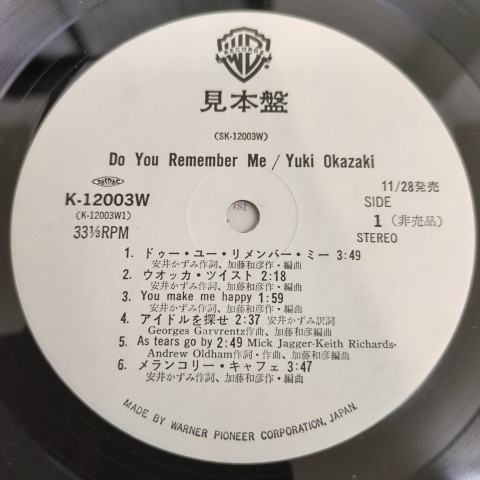 WB
RECORDS
見本盤
(SK-12003W)
Do You Remember Me / Yuki Okazaki
K-12003W
(K-12003W1)
33⅓RPM
11/28発売
SIDE
1 (非売品)
STEREO
1. ドゥー・ユー・リメンバー・ミー 3:49
安井かずみ作詞、加藤和彦作・編曲
2. ウオッカ・ツイスト 2:18
安井かずみ作詞、加藤和彦作・編曲
3. You make me happy 1:59
安井かずみ作詞、加藤和彦作・編曲
4. アイドルを探せ 2:37 安井かずみ訳詞
Georges Garvrentz作曲、加藤和彦編曲
5. As tears go by 2:49 Mick Jagger-Keith Richards-
Andrew Oldham作詞・作曲、加藤和彦編曲
6. メランコリー・キャフェ 3:47
安井かずみ作詞、加藤和彦作・編曲
MADE BY WARNER PIONEER CORPORATION, JAPAN.